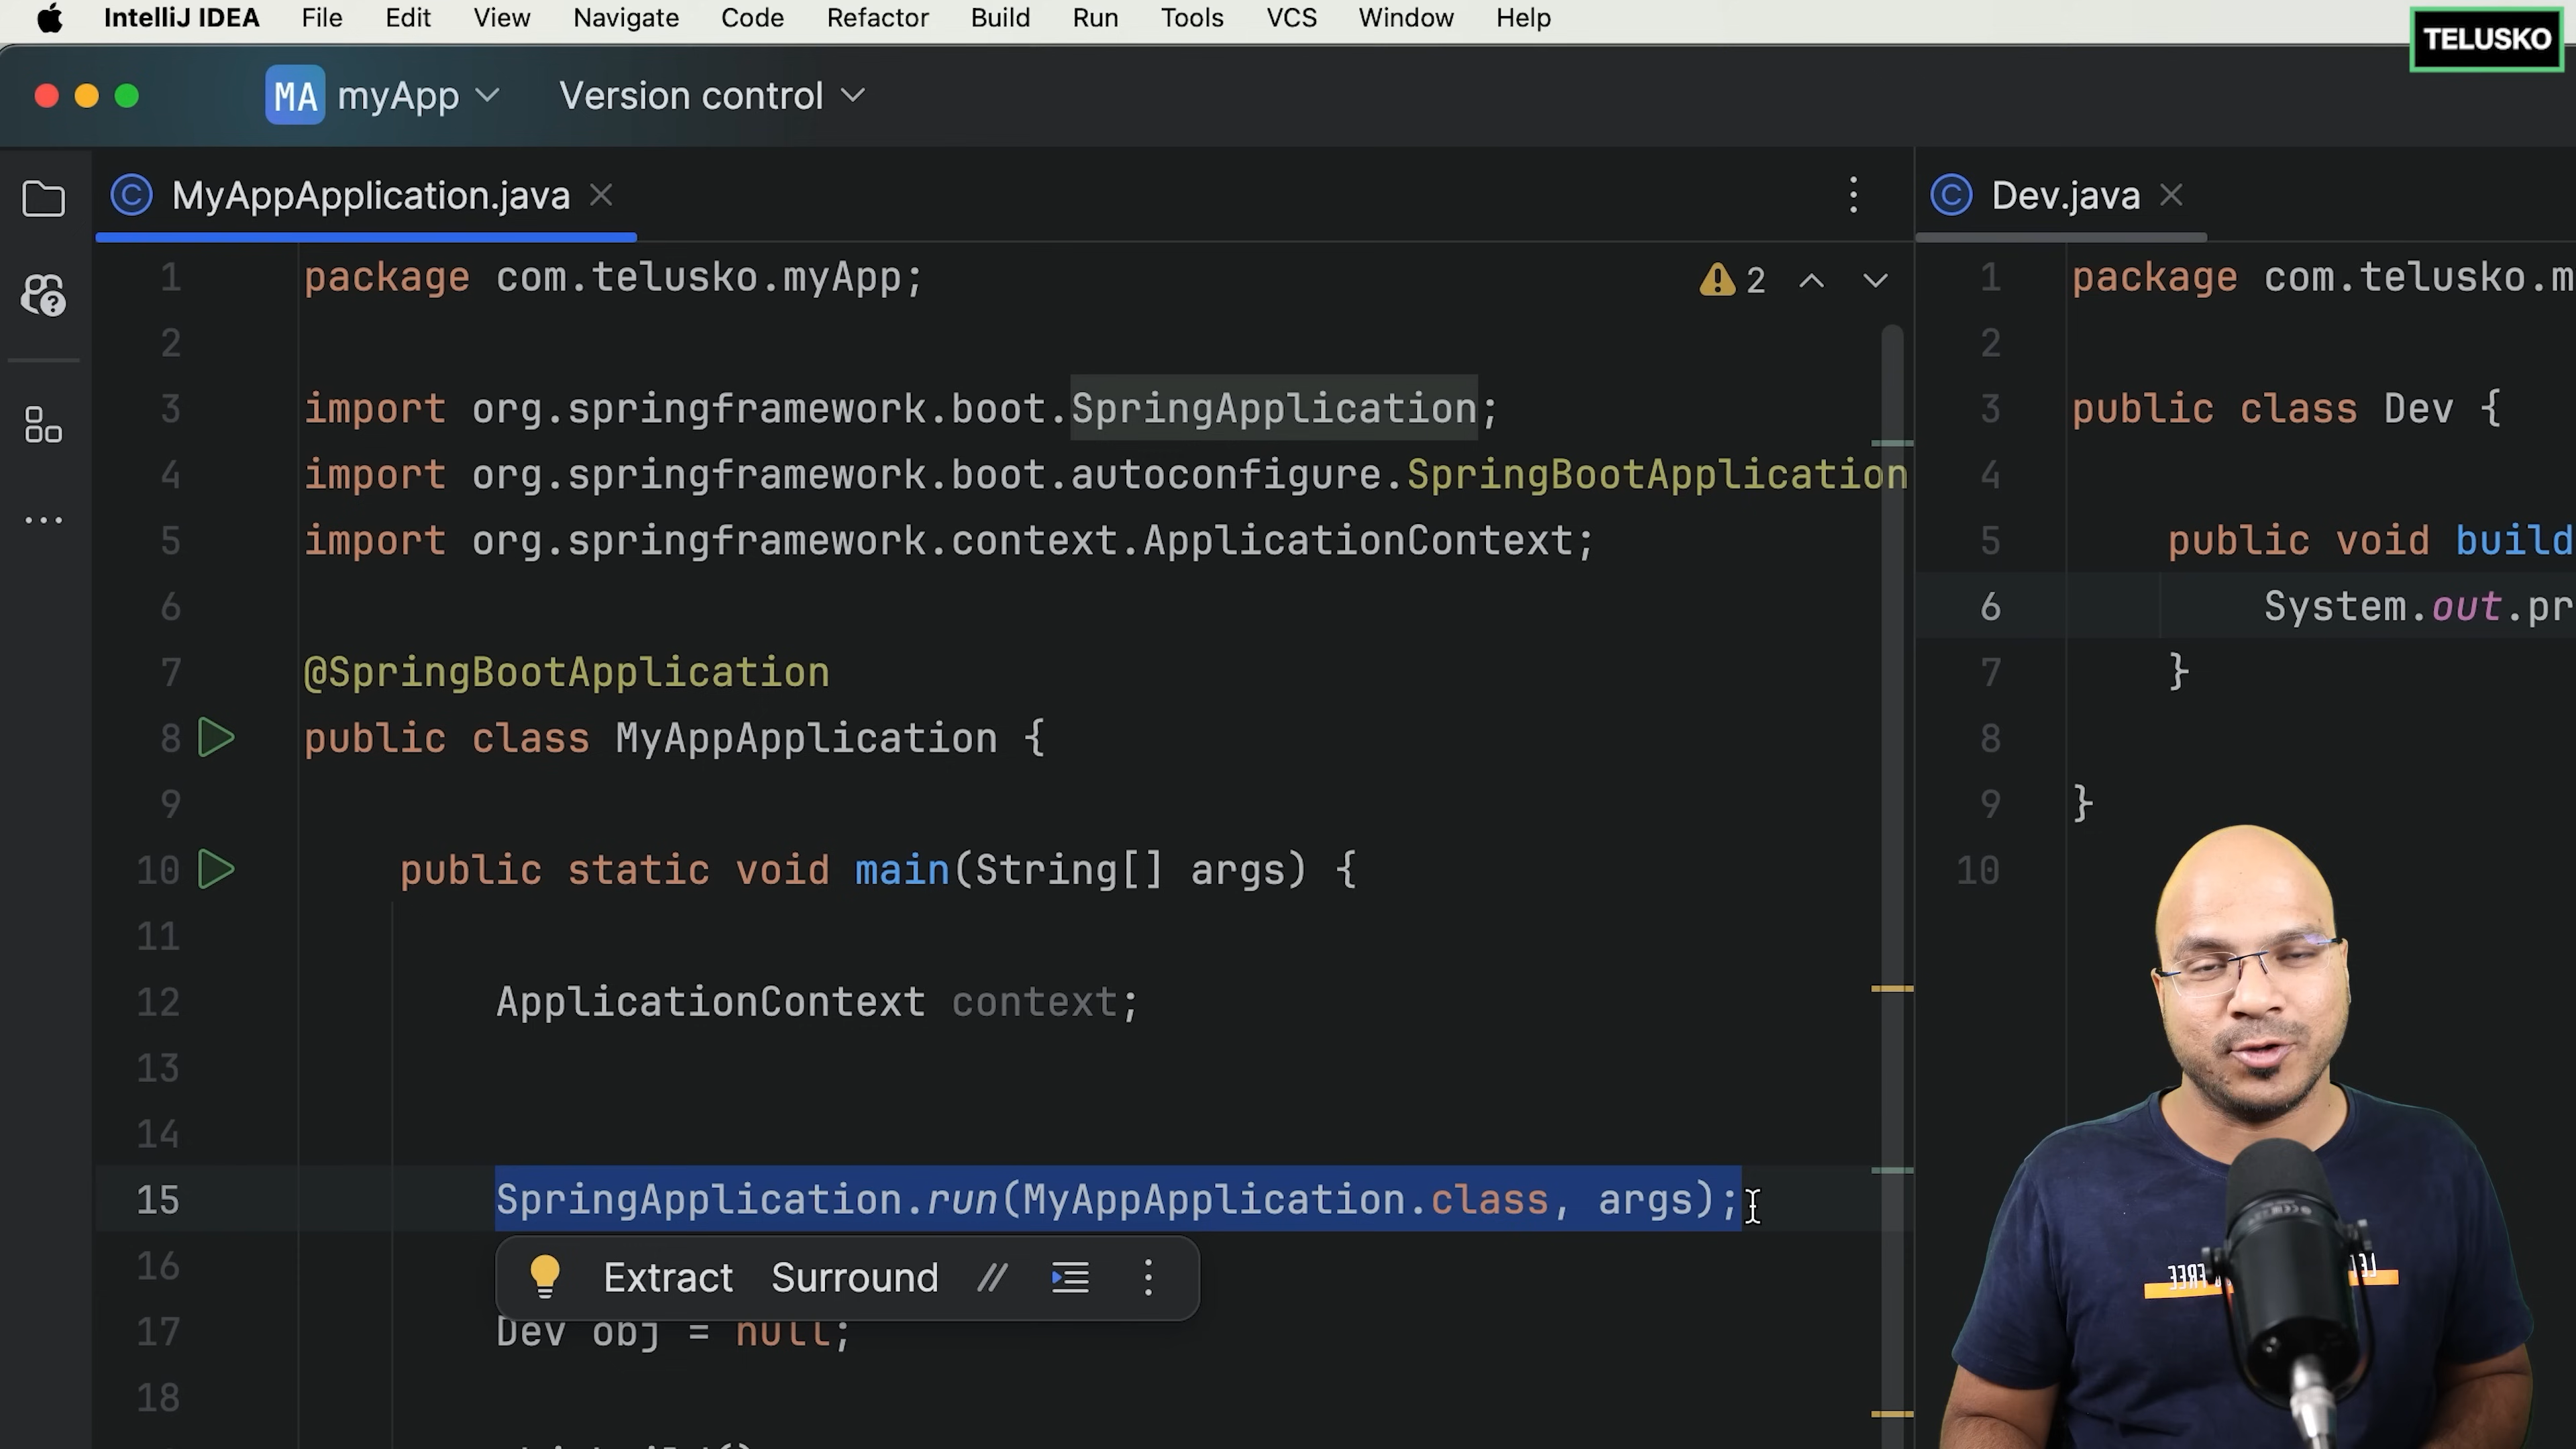 IntelliJ IDEA File Edit View Navigate Code Refactor Build Run Tools VCS Window Help
TELUSKO
MA myApp Version control
MyAppApplication.java
1 package com.telusko.myApp;
2
3 import org.springframework.boot.SpringApplication;
4 import org.springframework.boot.autoconfigure.SpringBootApplication
5 import org.springframework.context.ApplicationContext;
6
7 @SpringBootApplication
8 public class MyAppApplication {
9
10 public static void main(String[] args) {
11
12 ApplicationContext context;
13
14
15 SpringApplication.run(MyAppApplication.class, args);
16
Extract Surround //
17 Dev obj = null;
18
2
Dev.java
1 package com.telusko.m
2
3 public class Dev {
4
5 public void build
6 System.out.pr
7 }
8
9 }
10
FREE